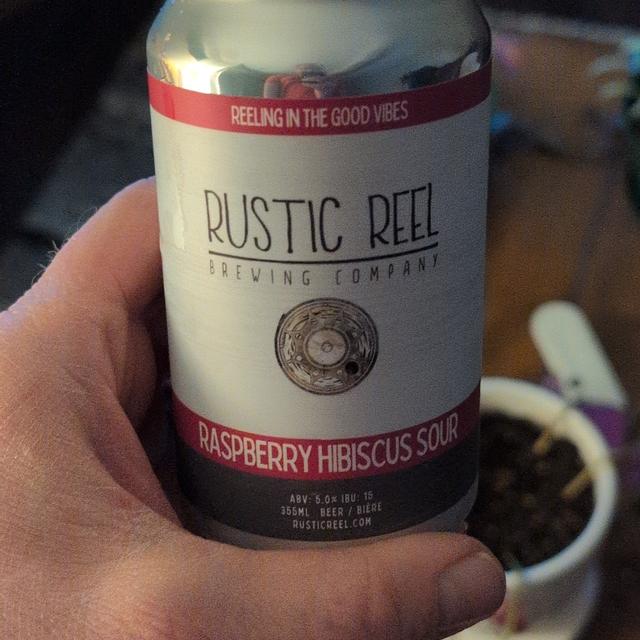 REELING IN THE GOOD VIBES
RUSTIC REEL
BREWING COMPANY
RASPBERRY HIBISCUS SOUR
ABV: 5.0% IBU: 15
355ML BEER / BIÈRE
RUSTICREEL.COM